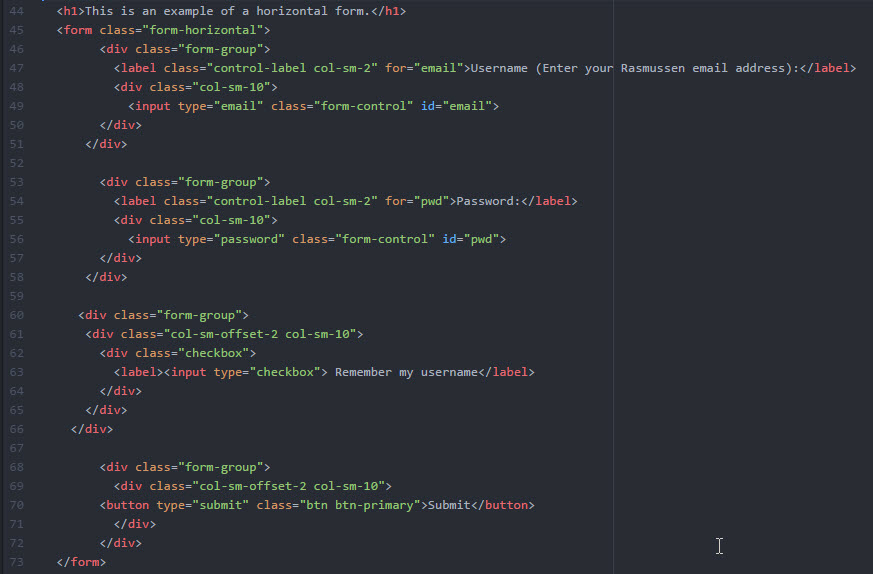 44 <h1>This is an example of a horizontal form.</h1>
45 <form class="form-horizontal">
46 <div class="form-group">
47 <label class="control-label col-sm-2" for="email">Username (Enter your Rasmussen email address):</label>
48 <div class="col-sm-10">
49 <input type="email" class="form-control" id="email">
50 </div>
51 </div>
52
53 <div class="form-group">
54 <label class="control-label col-sm-2" for="pwd">Password:</label>
55 <div class="col-sm-10">
56 <input type="password" class="form-control" id="pwd">
57 </div>
58 </div>
59
60 <div class="form-group">
61 <div class="col-sm-offset-2 col-sm-10">
62 <div class="checkbox">
63 <label><input type="checkbox"> Remember my username</label>
64 </div>
65 </div>
66 </div>
67
68 <div class="form-group">
69 <div class="col-sm-offset-2 col-sm-10">
70 <button type="submit" class="btn btn-primary">Submit</button>
71 </div>
72 </div>
73 </form>